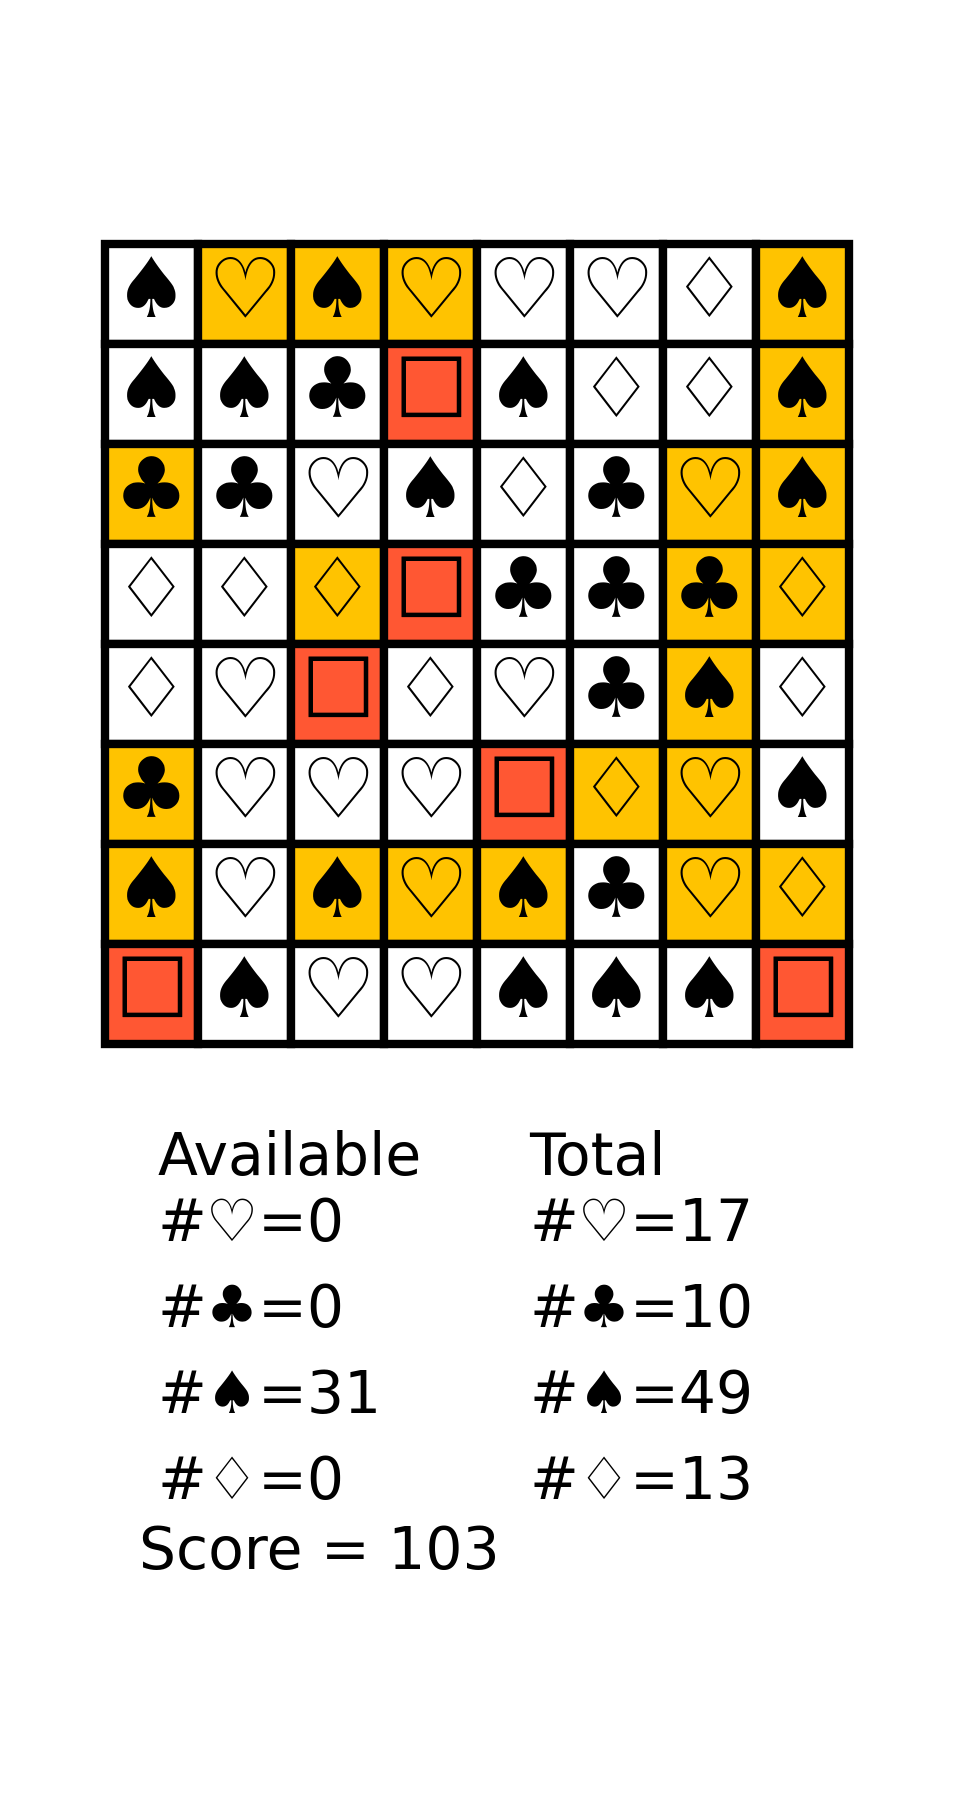 ♠ ♡ ♠ ♡ ♡ ♡ ♢ ♠
♠ ♠ ♣ □ ♠ ♢ ♢ ♠
♣ ♣ ♡ ♠ ♢ ♣ ♡ ♠
♢ ♢ ♢ □ ♣ ♣ ♣ ♢
♢ ♡ □ ♢ ♡ ♣ ♠ ♢
♣ ♡ ♡ ♡ □ ♢ ♡ ♠
♠ ♡ ♠ ♡ ♠ ♣ ♡ ♢
□ ♠ ♡ ♡ ♠ ♠ ♠ □
Available Total
#♡=0 #♡=17
#♣=0 #♣=10
#♠=31 #♠=49
#♢=0 #♢=13
Score = 103